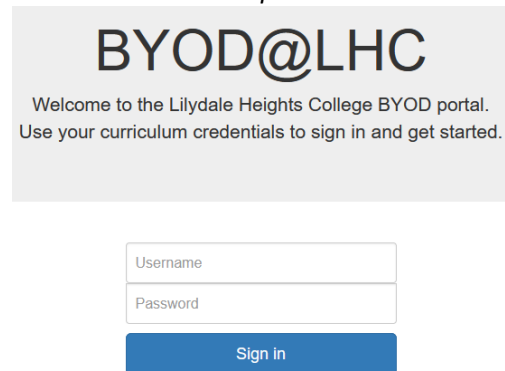 BYOD@LHC
Welcome to the Lilydale Heights College BYOD portal.
Use your curriculum credentials to sign in and get started.
Username
Password
Sign in